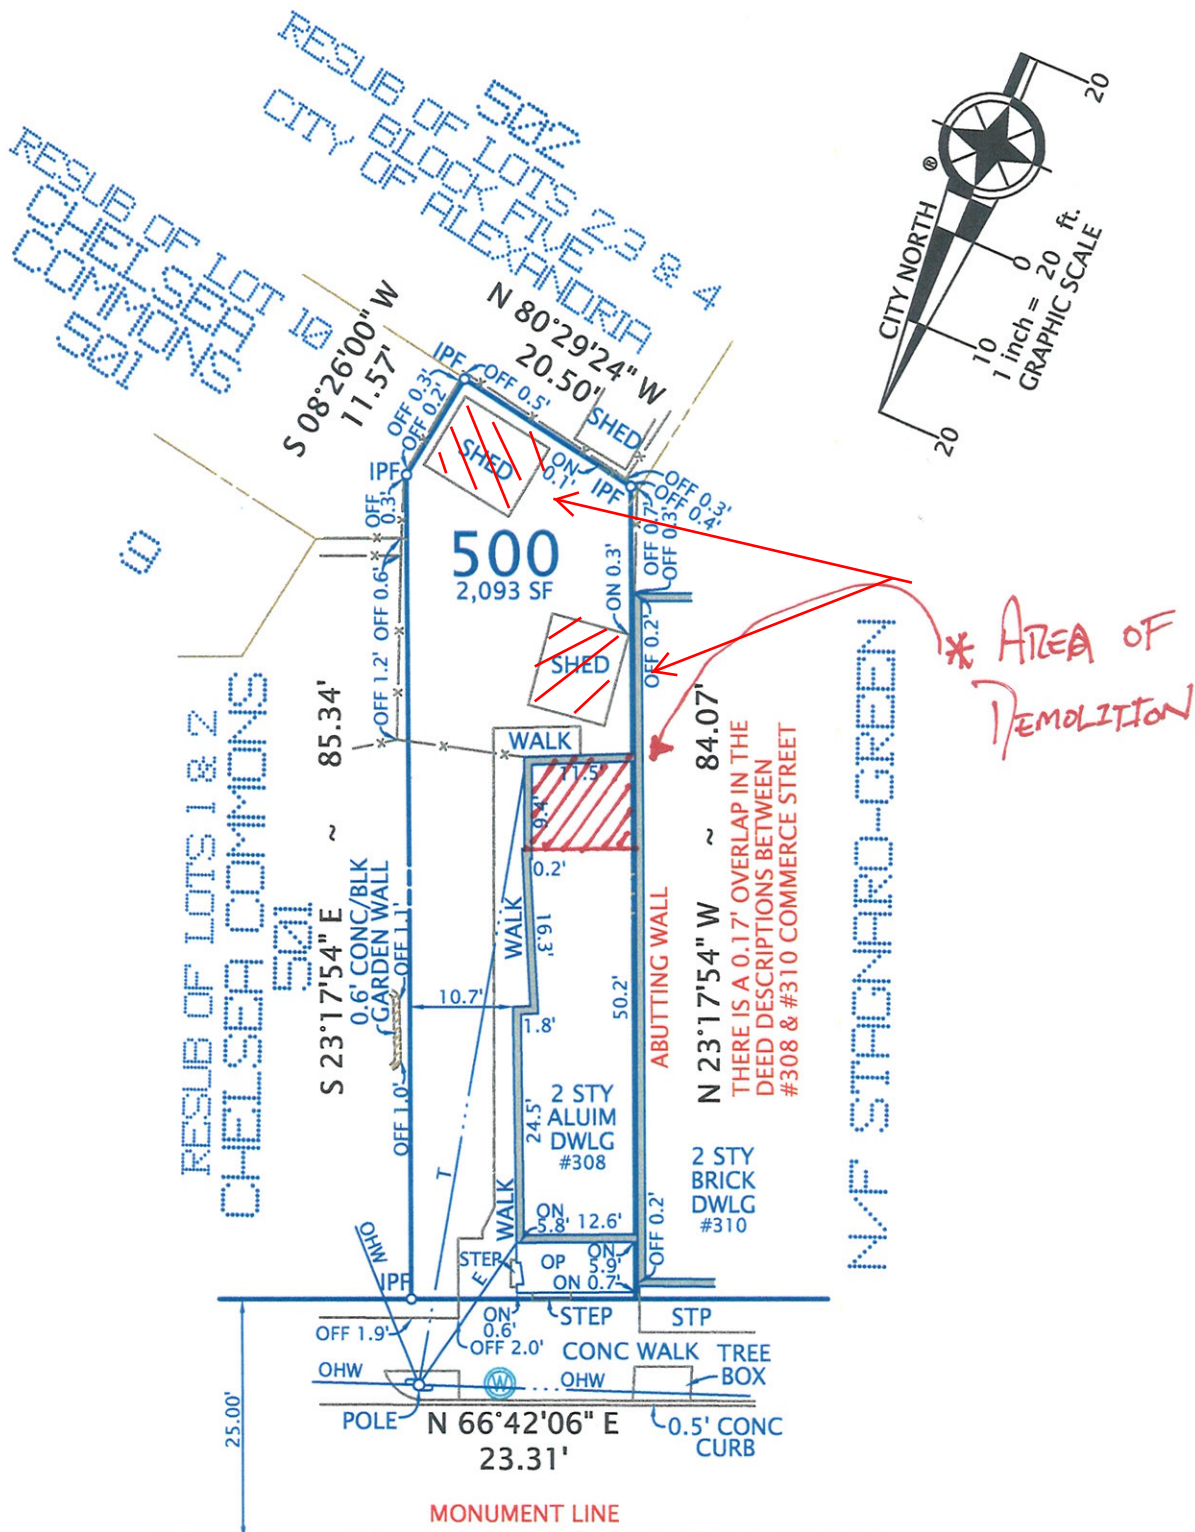 RESUB OF LOTS 2,3 & 4
502
BLOCK FIVE
CITY OF ALEXANDRIA
RESUB OF LOT 10
CHELSEA
COMMONS
501
20
CITY NORTH
®
0
10
20
1 inch = 20 ft.
GRAPHIC SCALE
S 08°26'00" W
11.57'
N 80°29'24" W
20.50'
IPF
OFF 0.3'
OFF 0.2'
OFF 0.5'
SHED
SHED
ON
0.1'
IPF
IPF
OFF
0.3'
OFF 0.3'
OFF 0.4'
OFF 0.7'
OFF 0.3'
500
2,093 SF
ON 0.3'
OFF 0.6'
OFF 1.2'
OFF 0.2'
SHED
9
* AREA OF
DEMOLITION
WALK
11.5'
9.4'
0.2'
WALK
16.3'
10.7'
1.8'
50.2'
24.5'
2 STY
ALUIM
DWLG
#308
RESUB OF LOTS 1 & 2
CHELSEA COMMONS
501
S 23°17'54" E ~ 85.34'
0.6' CONC/BLK
GARDEN WALL
OFF 1.1'
OFF 1.0'
ABUTTING WALL
N 23°17'54" W ~ 84.07'
THERE IS A 0.17' OVERLAP IN THE
DEED DESCRIPTIONS BETWEEN
#308 & #310 COMMERCE STREET
N/F STAGNARO-GREEN
2 STY
BRICK
DWLG
#310
T
WALK
ON
5.8'
12.6'
OFF 0.2'
OHW
STEP
E
OP
ON
5.9'
ON 0.7'
IPF
OFF 1.9'
ON
0.6'
OFF 2.0'
STEP
STP
CONC WALK
TREE
BOX
OHW
W
OHW
POLE
N 66°42'06" E
23.31'
0.5' CONC
CURB
25.00'
MONUMENT LINE